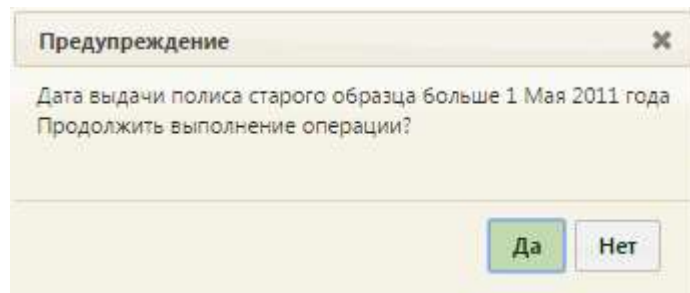 Предупреждение
Дата выдачи полиса старого образца больше 1 Мая 2011 года
Продолжить выполнение операции?
Да Нет